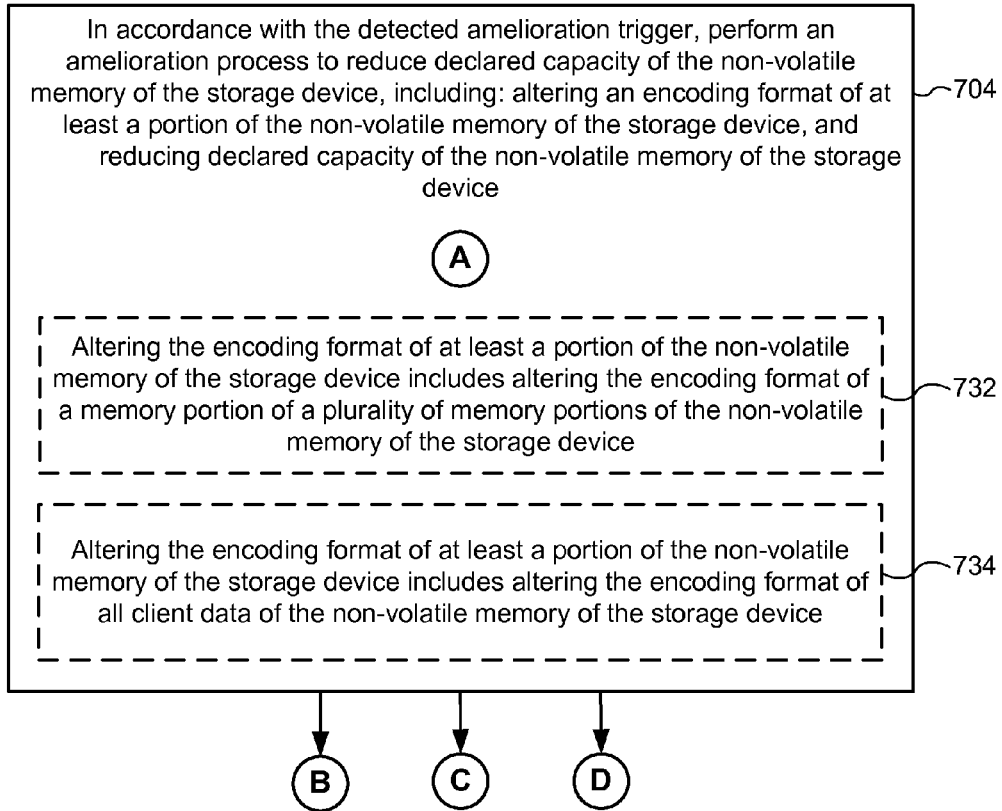 In accordance with the detected amelioration trigger, perform an
amelioration process to reduce declared capacity of the non-volatile
memory of the storage device, including: altering an encoding format of at
least a portion of the non-volatile memory of the storage device, and
reducing declared capacity of the non-volatile memory of the storage
device
704
A
Altering the encoding format of at least a portion of the non-volatile
memory of the storage device includes altering the encoding format of
a memory portion of a plurality of memory portions of the non-volatile
memory of the storage device
732
Altering the encoding format of at least a portion of the non-volatile
memory of the storage device includes altering the encoding format of
all client data of the non-volatile memory of the storage device
734
B
C
D